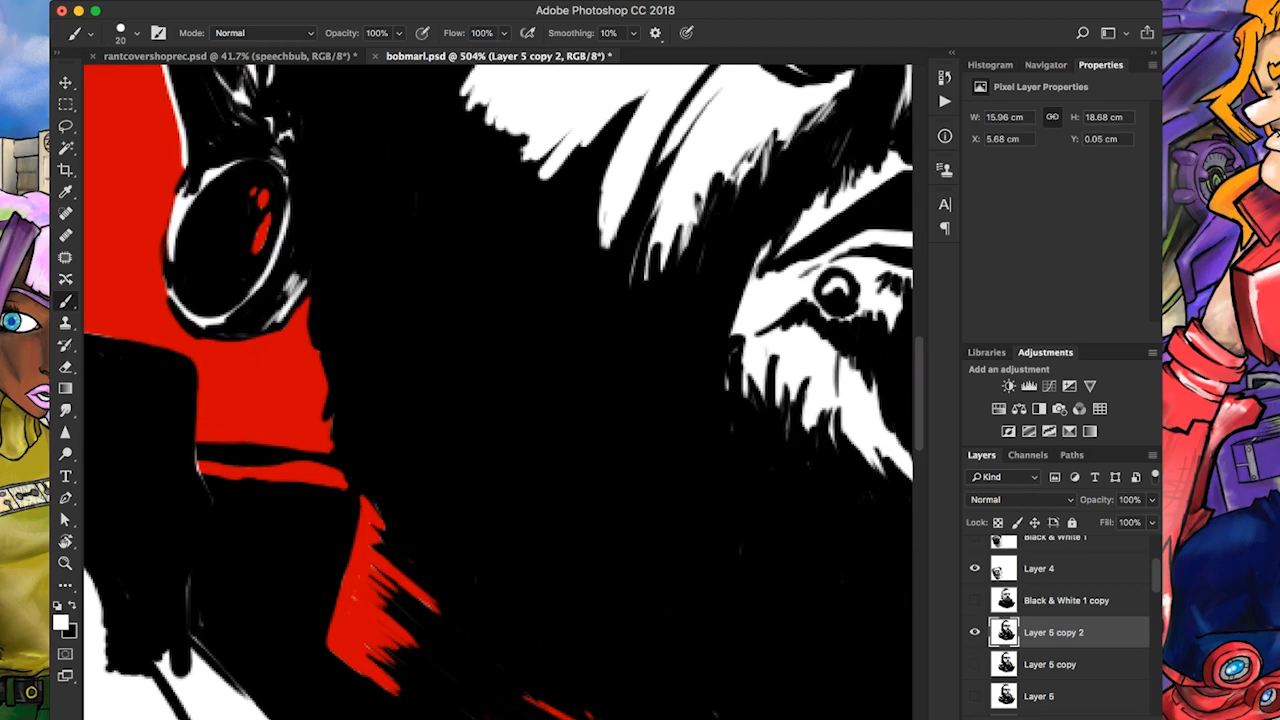 Adobe Photoshop CC 2018
20 Mode: Normal Opacity: 100% Flow: 100% Smoothing: 10%
rantcovershoprec.psd @ 41.7% (speechbub, RGB/8*) * bobmarl.psd @ 504% (Layer 5 copy 2, RGB/8*) *
Histogram Navigator Properties
Pixel Layer Properties
W: 15.96 cm H: 18.68 cm
X: 5.68 cm Y: 0.05 cm
Libraries Adjustments
Add an adjustment
Layers Channels Paths
Kind
Normal Opacity: 100%
Lock: Fill: 100%
Black & White 1
Layer 4
Black & White 1 copy
Layer 5 copy 2
Layer 5 copy
Layer 5